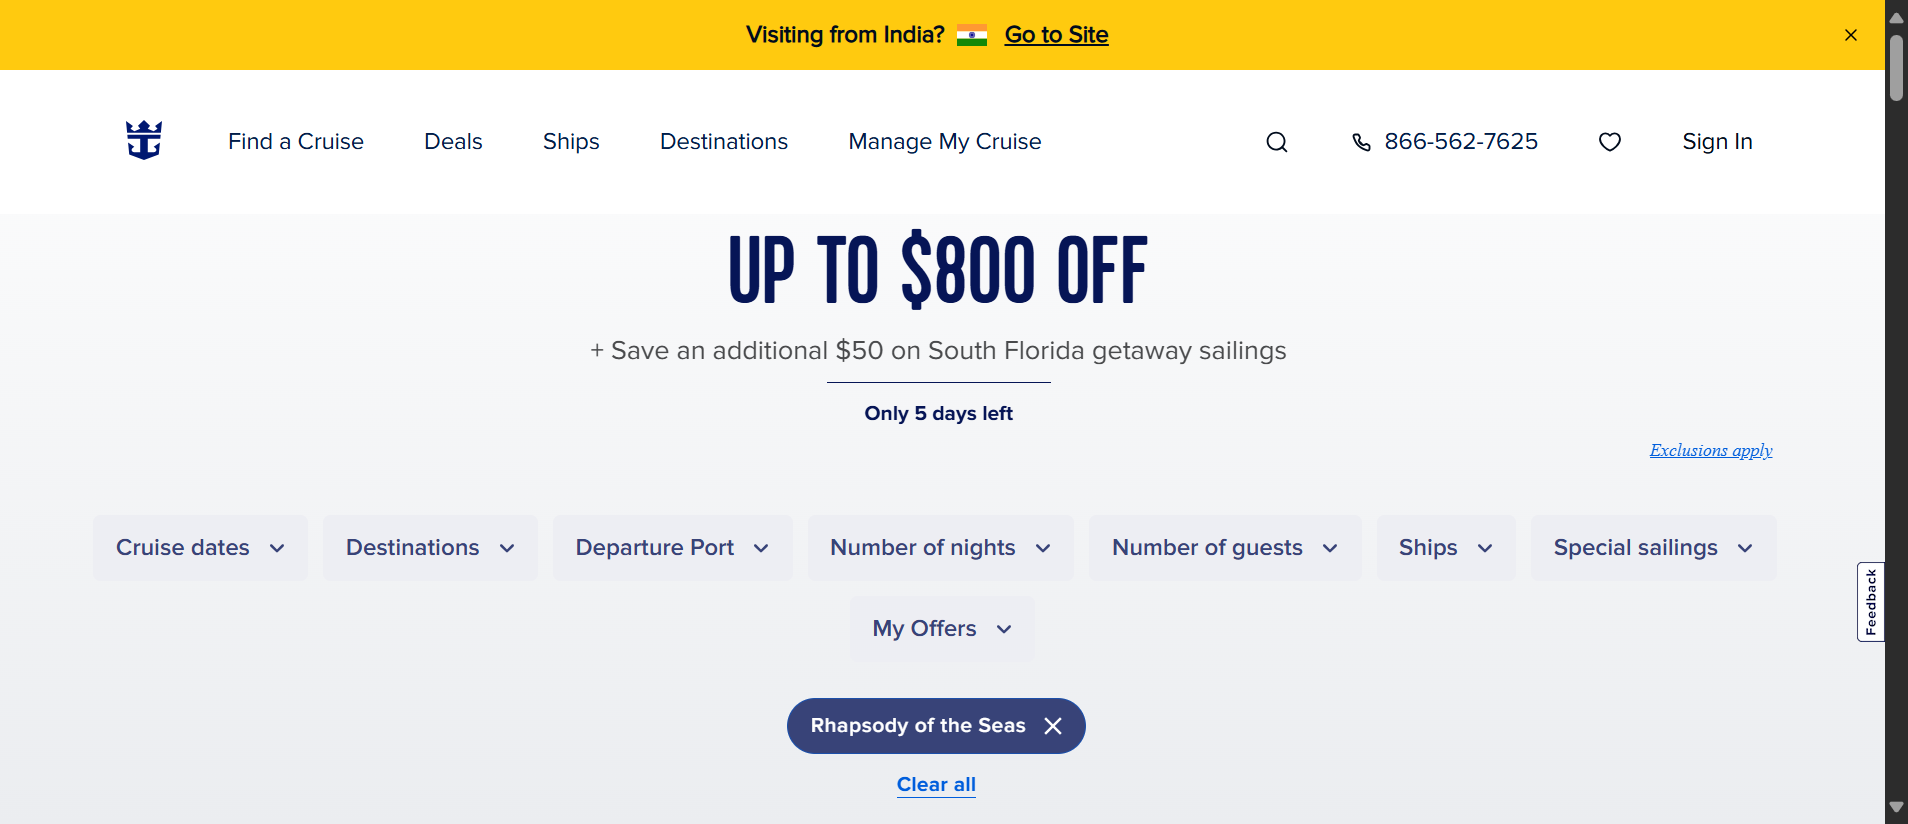 Visiting from India? Go to Site
Find a Cruise Deals Ships Destinations Manage My Cruise 866-562-7625 Sign In
UP TO $800 OFF
+ Save an additional $50 on South Florida getaway sailings
Only 5 days left
Exclusions apply
Cruise dates Destinations Departure Port Number of nights Number of guests Ships Special sailings
Feedback
My Offers
Rhapsody of the Seas
Clear all